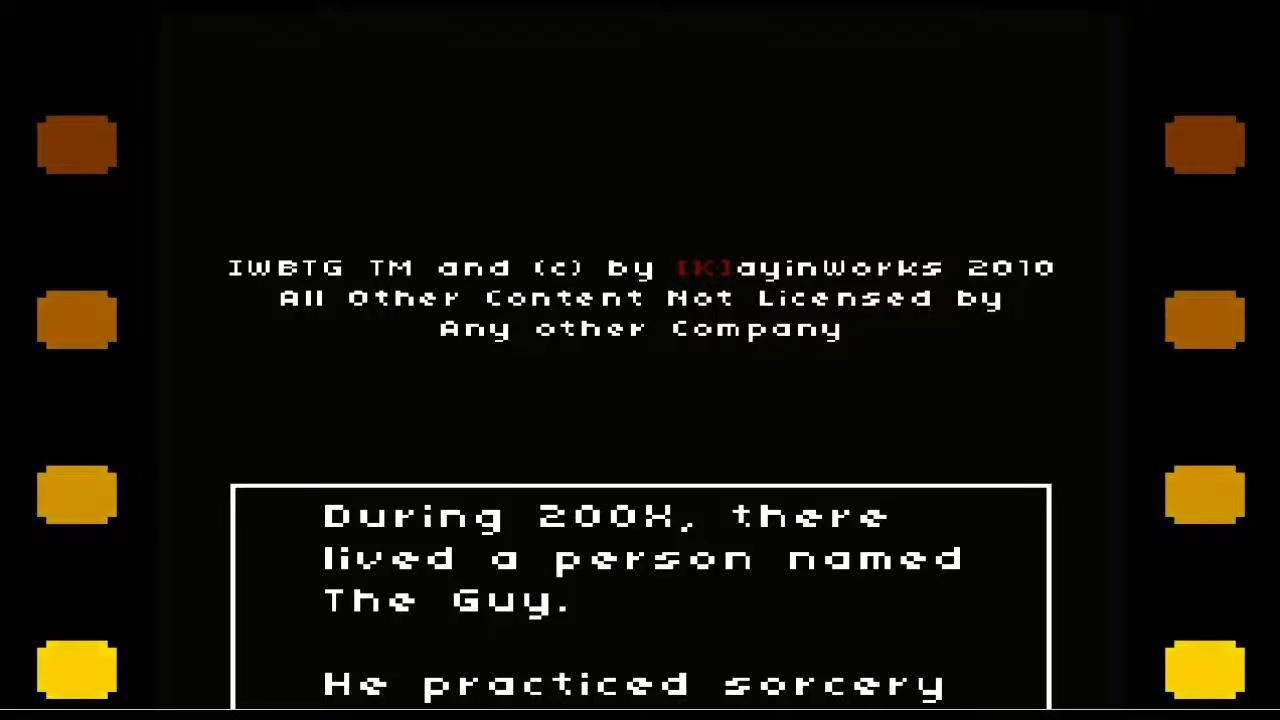 IWBTG TM and (c) by [K]ayinWorks 2010
All Other Content Not Licensed by
Any other Company
During 200X, there
lived a person named
The Guy.
He practiced sorcery